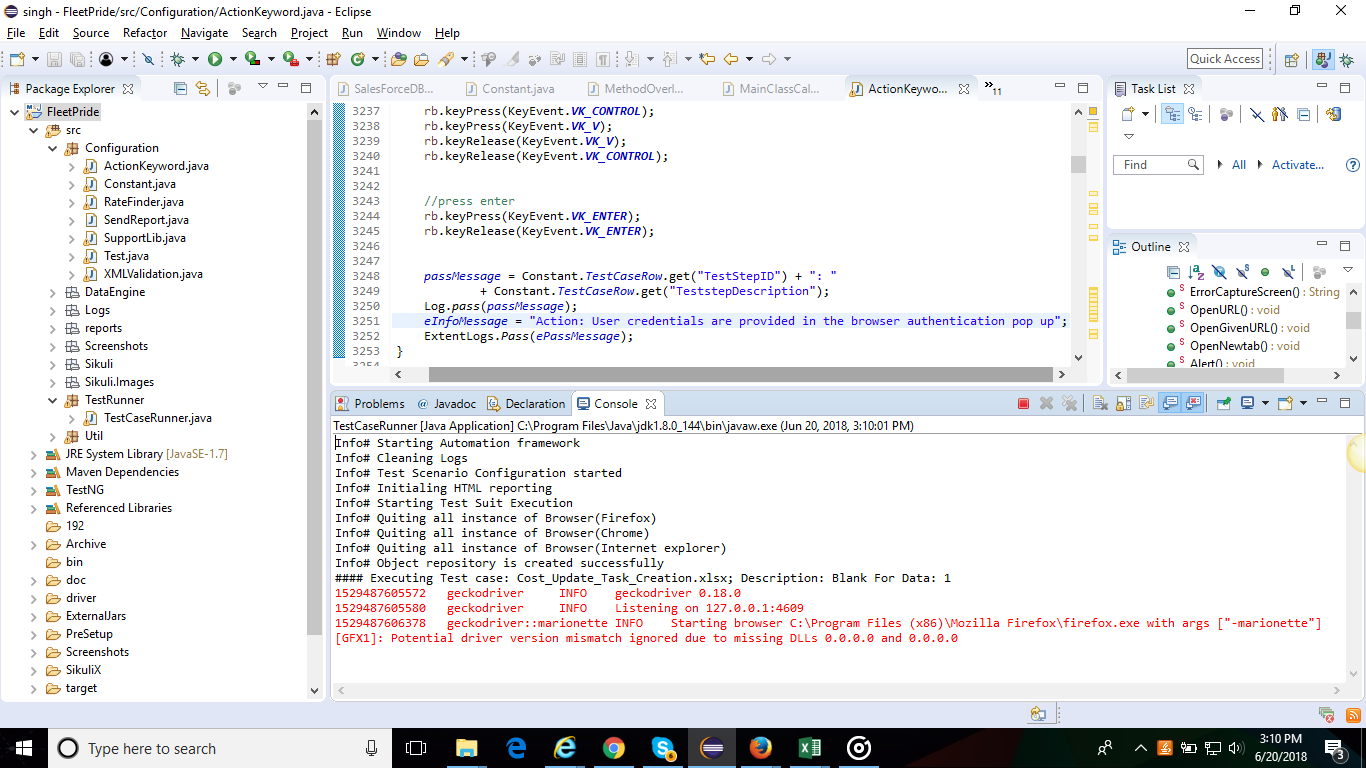 singh - FleetPride/src/Configuration/ActionKeyword.java - Eclipse
File Edit Source Refactor Navigate Search Project Run Window Help
Quick Access
Package Explorer
FleetPride
src
Configuration
ActionKeyword.java
Constant.java
RateFinder.java
SendReport.java
SupportLib.java
Test.java
XMLValidation.java
DataEngine
Logs
reports
Screenshots
Sikuli
Sikuli.Images
TestRunner
TestCaseRunner.java
Util
JRE System Library [JavaSE-1.7]
Maven Dependencies
TestNG
Referenced Libraries
192
Archive
bin
doc
driver
ExternalJars
PreSetup
Screenshots
SikuliX
target
SalesForceDB... Constant.java MethodOverl... MainClassCal... ActionKeywo... »11
3237 rb.keyPress(KeyEvent.VK_CONTROL);
3238 rb.keyPress(KeyEvent.VK_V);
3239 rb.keyRelease(KeyEvent.VK_V);
3240 rb.keyRelease(KeyEvent.VK_CONTROL);
3241
3242
3243 //press enter
3244 rb.keyPress(KeyEvent.VK_ENTER);
3245 rb.keyRelease(KeyEvent.VK_ENTER);
3246
3247
3248 passMessage = Constant.TestCaseRow.get("TestStepID") + ": "
3249 + Constant.TestCaseRow.get("TeststepDescription");
3250 Log.pass(passMessage);
3251 eInfoMessage = "Action: User credentials are provided in the browser authentication pop up";
3252 ExtentLogs.Pass(ePassMessage);
3253 }
3254
Task List
Find All Activate...
Outline
ErrorCaptureScreen() : String
OpenURL() : void
OpenGivenURL() : void
OpenNewtab() : void
Alert() : void
Problems @ Javadoc Declaration Console
TestCaseRunner [Java Application] C:\Program Files\Java\jdk1.8.0_144\bin\javaw.exe (Jun 20, 2018, 3:10:01 PM)
Info# Starting Automation framework
Info# Cleaning Logs
Info# Test Scenario Configuration started
Info# Initialing HTML reporting
Info# Starting Test Suit Execution
Info# Quiting all instance of Browser(Firefox)
Info# Quiting all instance of Browser(Chrome)
Info# Quiting all instance of Browser(Internet explorer)
Info# Object repository is created successfully
#### Executing Test case: Cost_Update_Task_Creation.xlsx; Description: Blank For Data: 1
1529487605572 geckodriver INFO geckodriver 0.18.0
1529487605580 geckodriver INFO Listening on 127.0.0.1:4609
1529487606378 geckodriver::marionette INFO Starting browser C:\Program Files (x86)\Mozilla Firefox\firefox.exe with args ["-marionette"]
[GFX1]: Potential driver version mismatch ignored due to missing DLLs 0.0.0.0 and 0.0.0.0
Type here to search
3:10 PM
6/20/2018
3